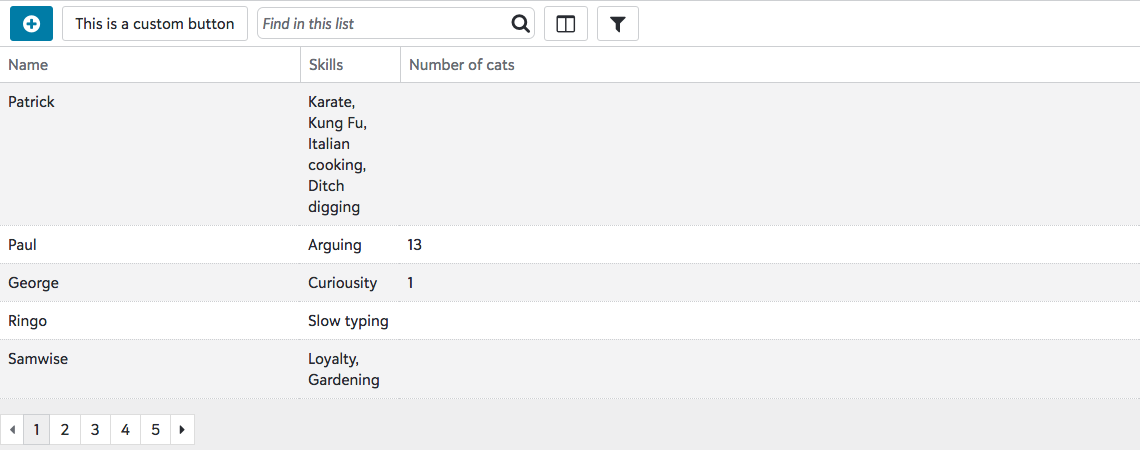 This is a custom button
Find in this list
Name Skills Number of cats
Patrick Karate,
Kung Fu,
Italian
cooking,
Ditch
digging
Paul Arguing 13
George Curiousity 1
Ringo Slow typing
Samwise Loyalty,
Gardening
1 2 3 4 5